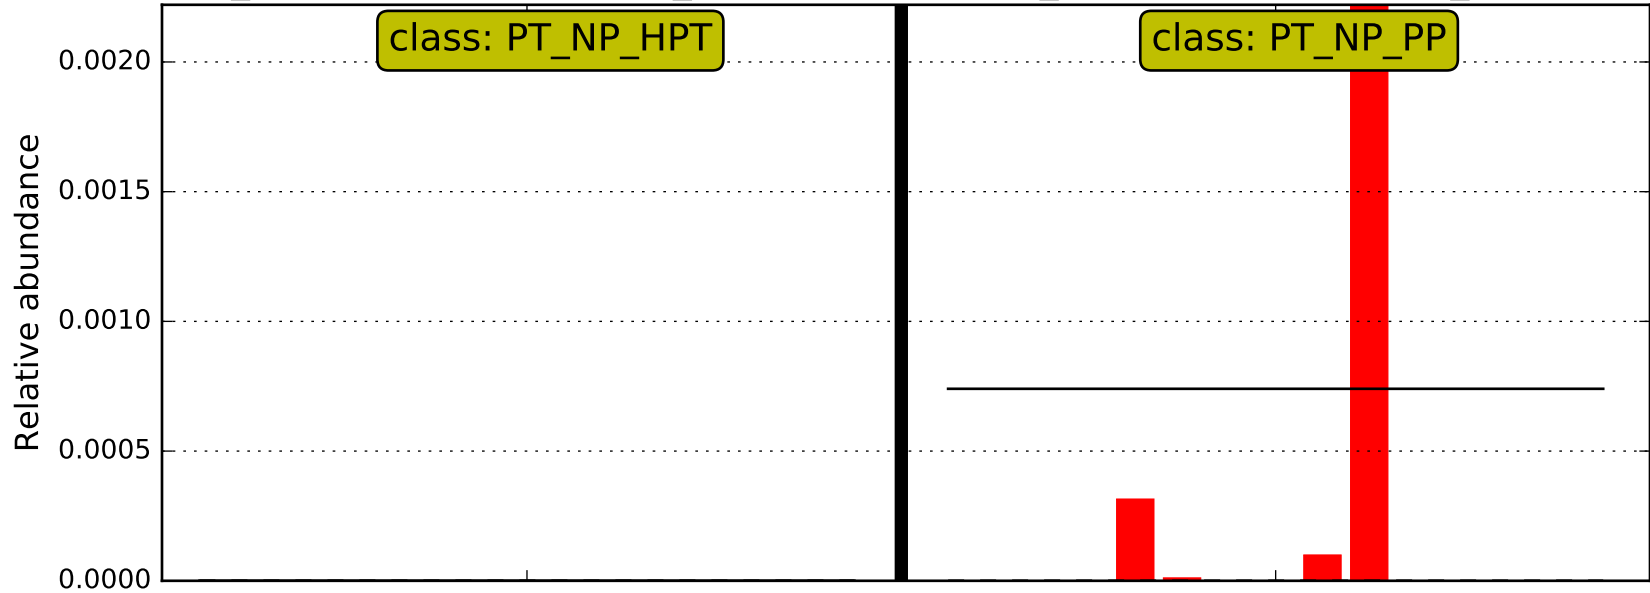 class: PT_NP_HPT
class: PT_NP_PP
0.0020
0.0015
0.0010
0.0005
0.0000
Relative abundance